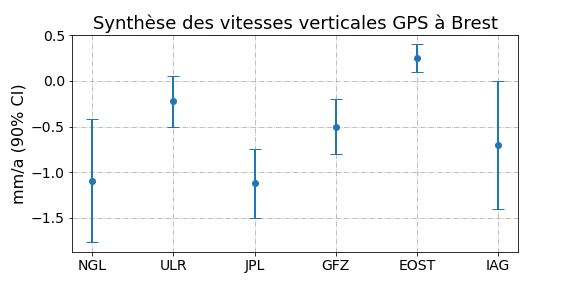 Synthèse des vitesses verticales GPS à Brest
mm/a (90% CI)
0.5
0.0
−0.5
−1.0
−1.5
NGL ULR JPL GFZ EOST IAG